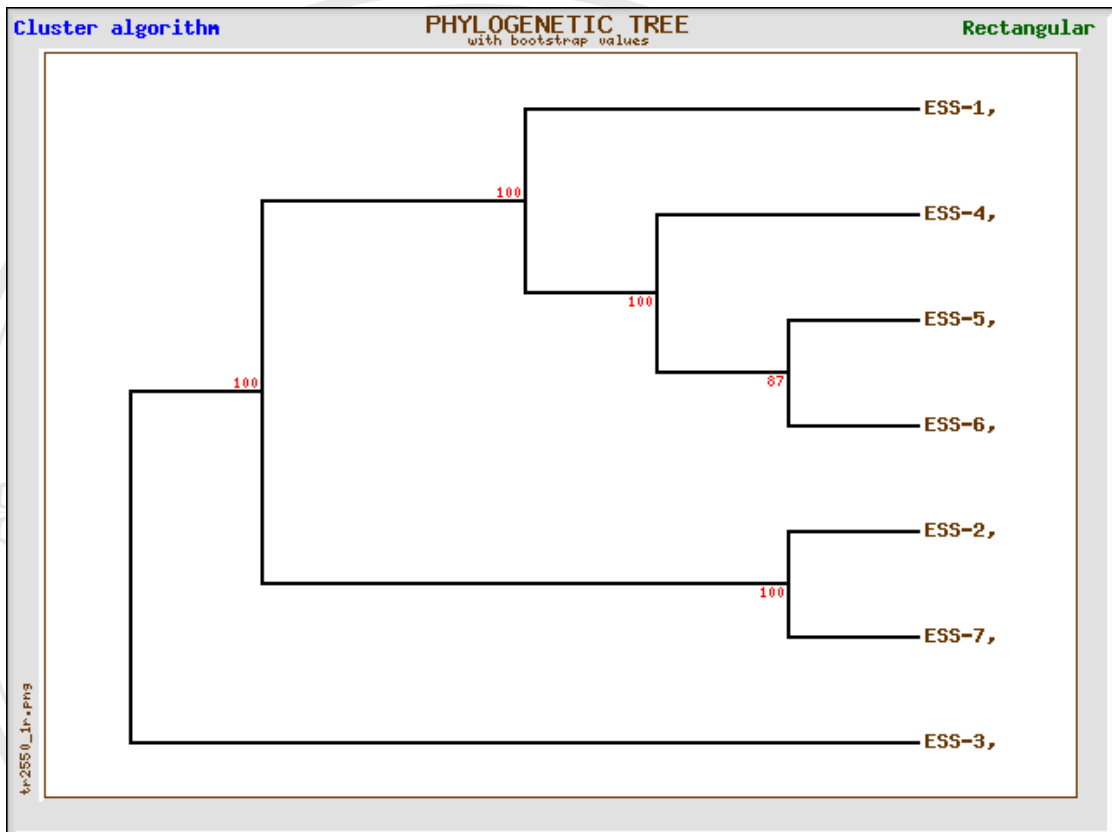 Cluster algorithm
PHYLOGENETIC TREE
with bootstrap values
Rectangular
ESS-1,
100
ESS-4,
100
ESS-5,
87
ESS-6,
100
ESS-2,
100
ESS-7,
ESS-3,
tr2550_1r.png